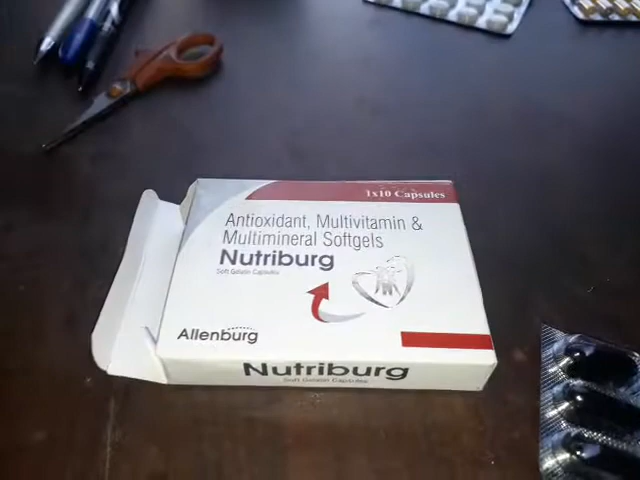 1x10 Capsules
Antioxidant, Multivitamin &
Multimineral Softgels
Nutriburg
Soft Gelatin Capsules
Allenburg
Nutriburg
Soft Gelatin Capsules